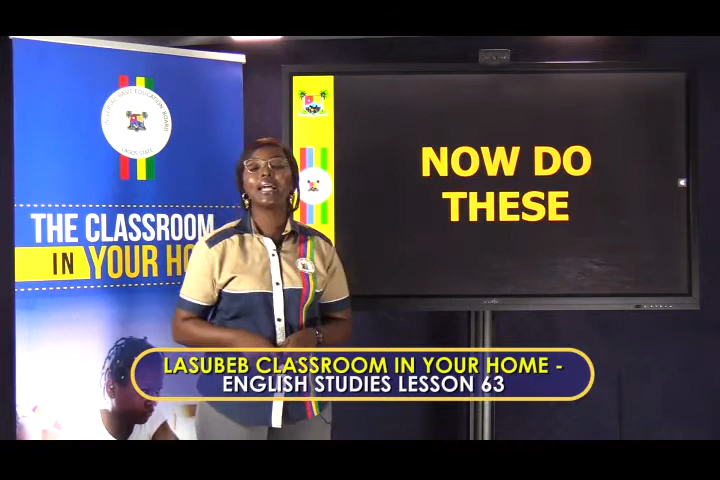 THE CLASSROOM
IN YOUR HO
NOW DO
THESE
LASUBEB CLASSROOM IN YOUR HOME -
ENGLISH STUDIES LESSON 63